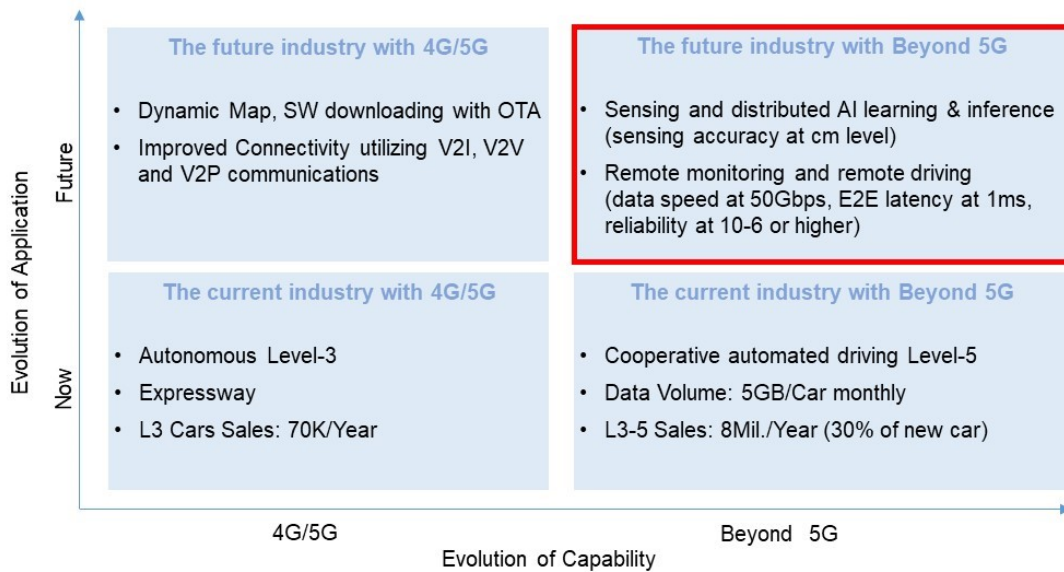 The future industry with 4G/5G
• Dynamic Map, SW downloading with OTA
• Improved Connectivity utilizing V2I, V2V
and V2P communications
The future industry with Beyond 5G
• Sensing and distributed AI learning & inference
(sensing accuracy at cm level)
• Remote monitoring and remote driving
(data speed at 50Gbps, E2E latency at 1ms,
reliability at 10-6 or higher)
The current industry with 4G/5G
• Autonomous Level-3
• Expressway
• L3 Cars Sales: 70K/Year
The current industry with Beyond 5G
• Cooperative automated driving Level-5
• Data Volume: 5GB/Car monthly
• L3-5 Sales: 8Mil./Year (30% of new car)
Evolution of Application
Future
Now
4G/5G
Beyond 5G
Evolution of Capability